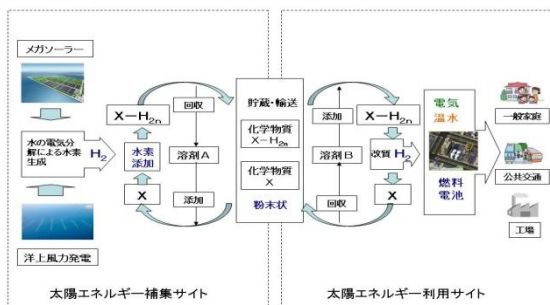 メガソーラー
水の電気分
解による水素
生成
H₂
洋上風力発電
X－H₂ₙ
水素
添加
X
回収
溶剤A
添加
貯蔵・輸送
化学物質
X－H₂ₙ
化学物質
X
粉末状
添加
溶剤B
回収
X－H₂ₙ
改質
H₂
X
電気
温水
燃料
電池
一般家庭
公共交通
工場
太陽エネルギー補集サイト
太陽エネルギー利用サイト